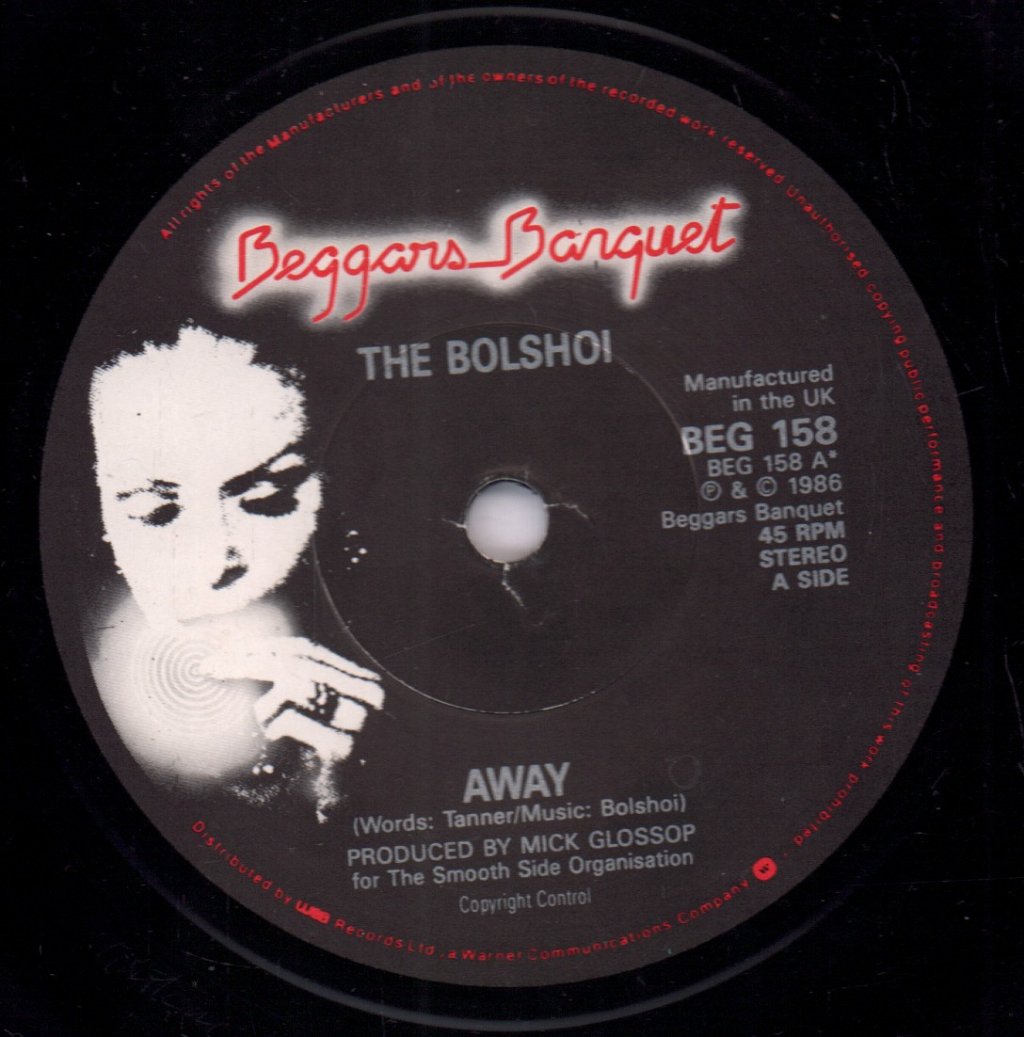 All rights of the Manufacturers and of the owners of the recorded work reserved Unauthorised copying public performance and broadcasting of this work prohibited.
Beggars Banquet
THE BOLSHOI
Manufactured
in the UK
BEG 158
BEG 158 A*
℗ & © 1986
Beggars Banquet
45 RPM
STEREO
A SIDE
AWAY
(Words: Tanner/Music: Bolshoi)
PRODUCED BY MICK GLOSSOP
for The Smooth Side Organisation
Copyright Control
Distributed by WEA Records Ltd., a Warner Communications Company